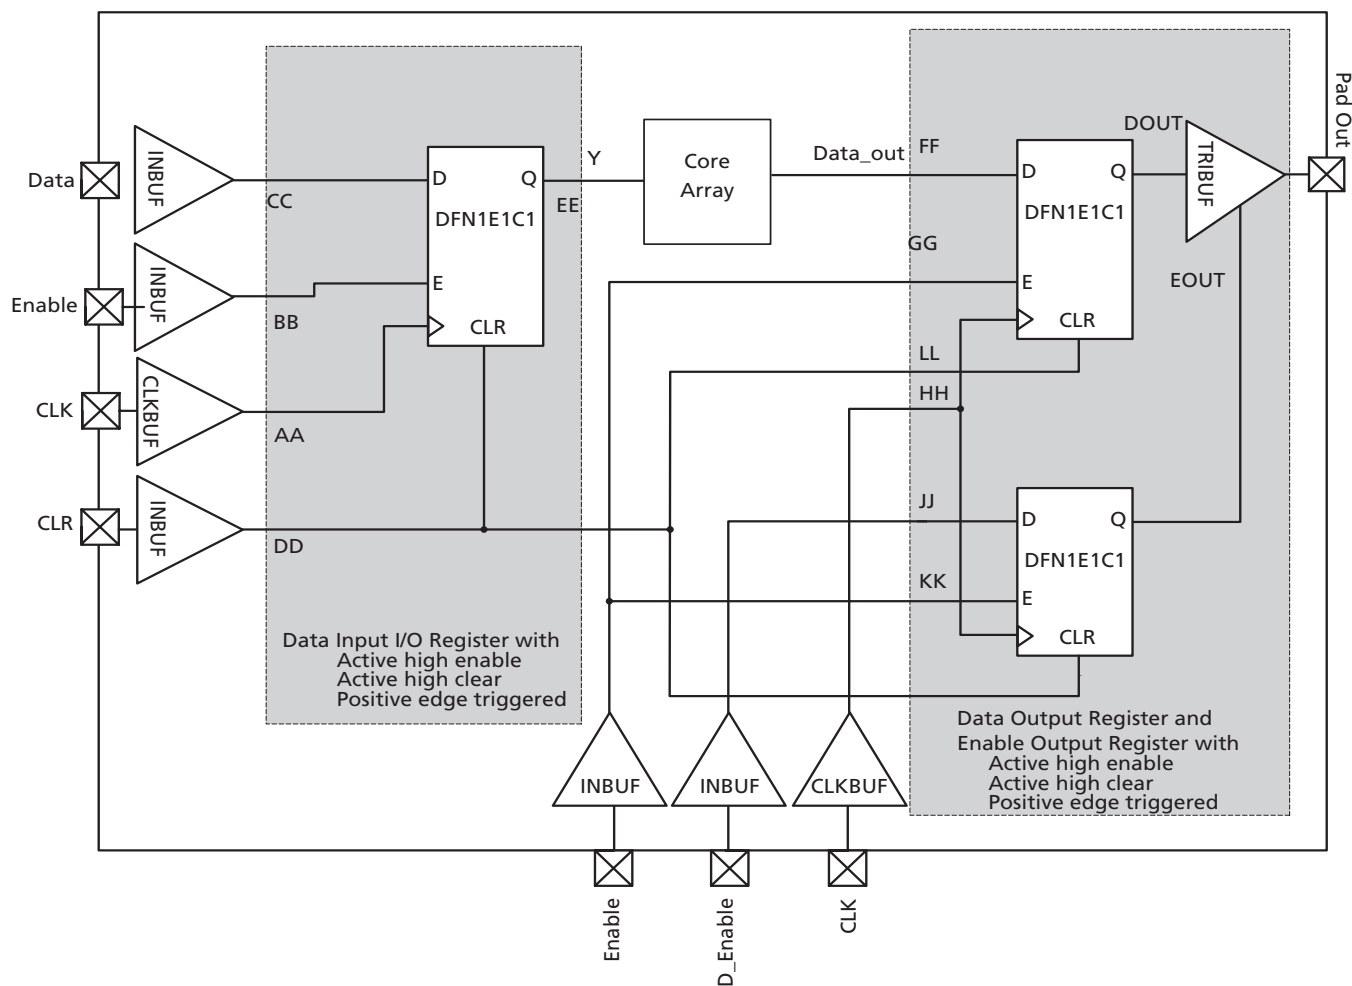 Data
INBUF
CC
D
Q
DFN1E1C1
E
CLR
Y
EE
Core
Array
Data_out
FF
GG
D
Q
DFN1E1C1
E
CLR
DOUT
TRIBUF
EOUT
Pad Out
Enable
INBUF
BB
CLK
CLKBUF
AA
CLR
INBUF
DD
LL
HH
JJ
KK
D
Q
DFN1E1C1
E
CLR
Data Input I/O Register with
Active high enable
Active high clear
Positive edge triggered
Data Output Register and
Enable Output Register with
Active high enable
Active high clear
Positive edge triggered
INBUF
INBUF
CLKBUF
Enable
D_Enable
CLK